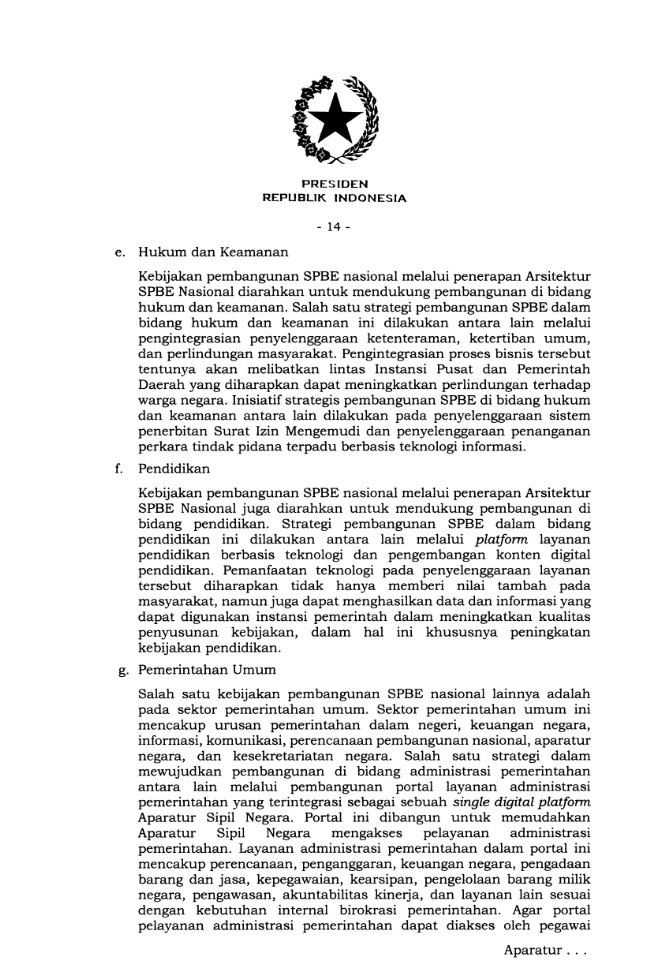 PRESIDEN
REPUBLIK INDONESIA
- 14 -
e. Hukum dan Keamanan
Kebijakan pembangunan SPBE nasional melalui penerapan Arsitektur
SPBE Nasional diarahkan untuk mendukung pembangunan di bidang
hukum dan keamanan. Salah satu strategi pembangunan SPBE dalam
bidang hukum dan keamanan ini dilakukan antara lain melalui
pengintegrasian penyelenggaraan ketenteraman, ketertiban umum,
dan perlindungan masyarakat. Pengintegrasian proses bisnis tersebut
tentunya akan melibatkan lintas Instansi Pusat dan Pemerintah
Daerah yang diharapkan dapat meningkatkan perlindungan terhadap
warga negara. Inisiatif strategis pembangunan SPBE di bidang hukum
dan keamanan antara lain dilakukan pada penyelenggaraan sistem
penerbitan Surat Izin Mengemudi dan penyelenggaraan penanganan
perkara tindak pidana terpadu berbasis teknologi informasi.
f. Pendidikan
Kebijakan pembangunan SPBE nasional melalui penerapan Arsitektur
SPBE Nasional juga diarahkan untuk mendukung pembangunan di
bidang pendidikan. Strategi pembangunan SPBE dalam bidang
pendidikan ini dilakukan antara lain melalui platform layanan
pendidikan berbasis teknologi dan pengembangan konten digital
pendidikan. Pemanfaatan teknologi pada penyelenggaraan layanan
tersebut diharapkan tidak hanya memberi nilai tambah pada
masyarakat, namun juga dapat menghasilkan data dan informasi yang
dapat digunakan instansi pemerintah dalam meningkatkan kualitas
penyusunan kebijakan, dalam hal ini khususnya peningkatan
kebijakan pendidikan.
g. Pemerintahan Umum
Salah satu kebijakan pembangunan SPBE nasional lainnya adalah
pada sektor pemerintahan umum. Sektor pemerintahan umum ini
mencakup urusan pemerintahan dalam negeri, keuangan negara,
informasi, komunikasi, perencanaan pembangunan nasional, aparatur
negara, dan kesekretariatan negara. Salah satu strategi dalam
mewujudkan pembangunan di bidang administrasi pemerintahan
antara lain melalui pembangunan portal layanan administrasi
pemerintahan yang terintegrasi sebagai sebuah single digital platform
Aparatur Sipil Negara. Portal ini dibangun untuk memudahkan
Aparatur Sipil Negara mengakses pelayanan administrasi
pemerintahan. Layanan administrasi pemerintahan dalam portal ini
mencakup perencanaan, penganggaran, keuangan negara, pengadaan
barang dan jasa, kepegawaian, kearsipan, pengelolaan barang milik
negara, pengawasan, akuntabilitas kinerja, dan layanan lain sesuai
dengan kebutuhan internal birokrasi pemerintahan. Agar portal
pelayanan administrasi pemerintahan dapat diakses oleh pegawai
Aparatur . . .